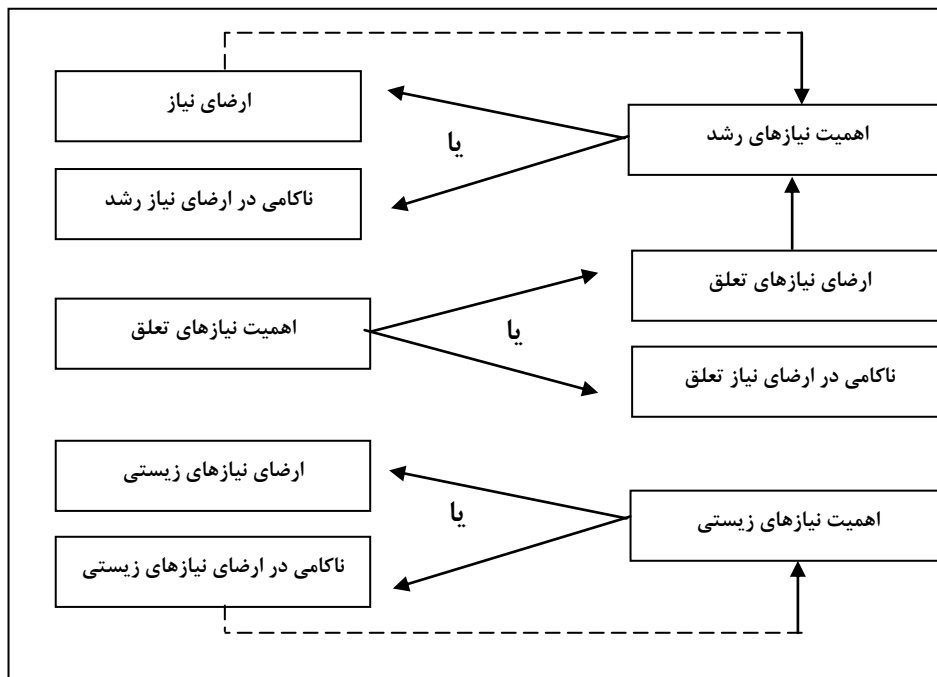 ارضای نیاز
اهمیت نیازهای رشد
یا
ناکامی در ارضای نیاز رشد
ارضای نیازهای تعلق
اهمیت نیازهای تعلق
یا
ناکامی در ارضای نیاز تعلق
ارضای نیازهای زیستی
اهمیت نیازهای زیستی
یا
ناکامی در ارضای نیازهای زیستی